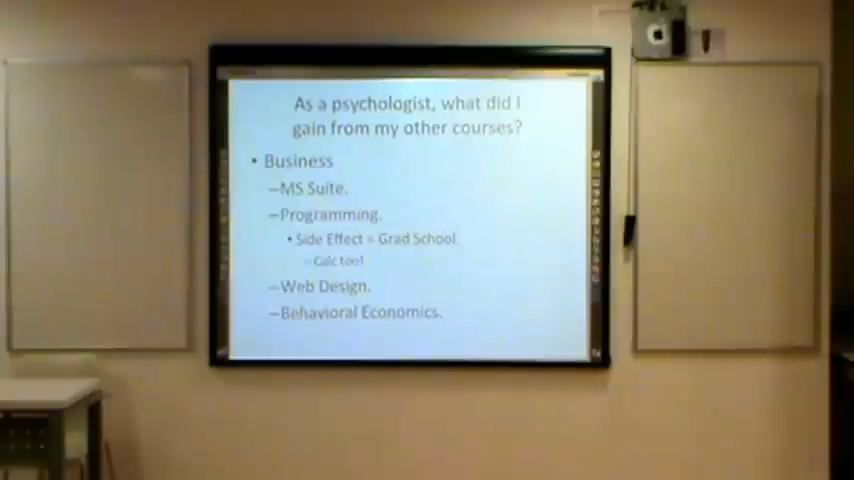 As a psychologist, what did I
gain from my other courses?
• Business
–MS Suite.
–Programming.
• Side Effect = Grad School.
–Calc too!
–Web Design.
–Behavioral Economics.